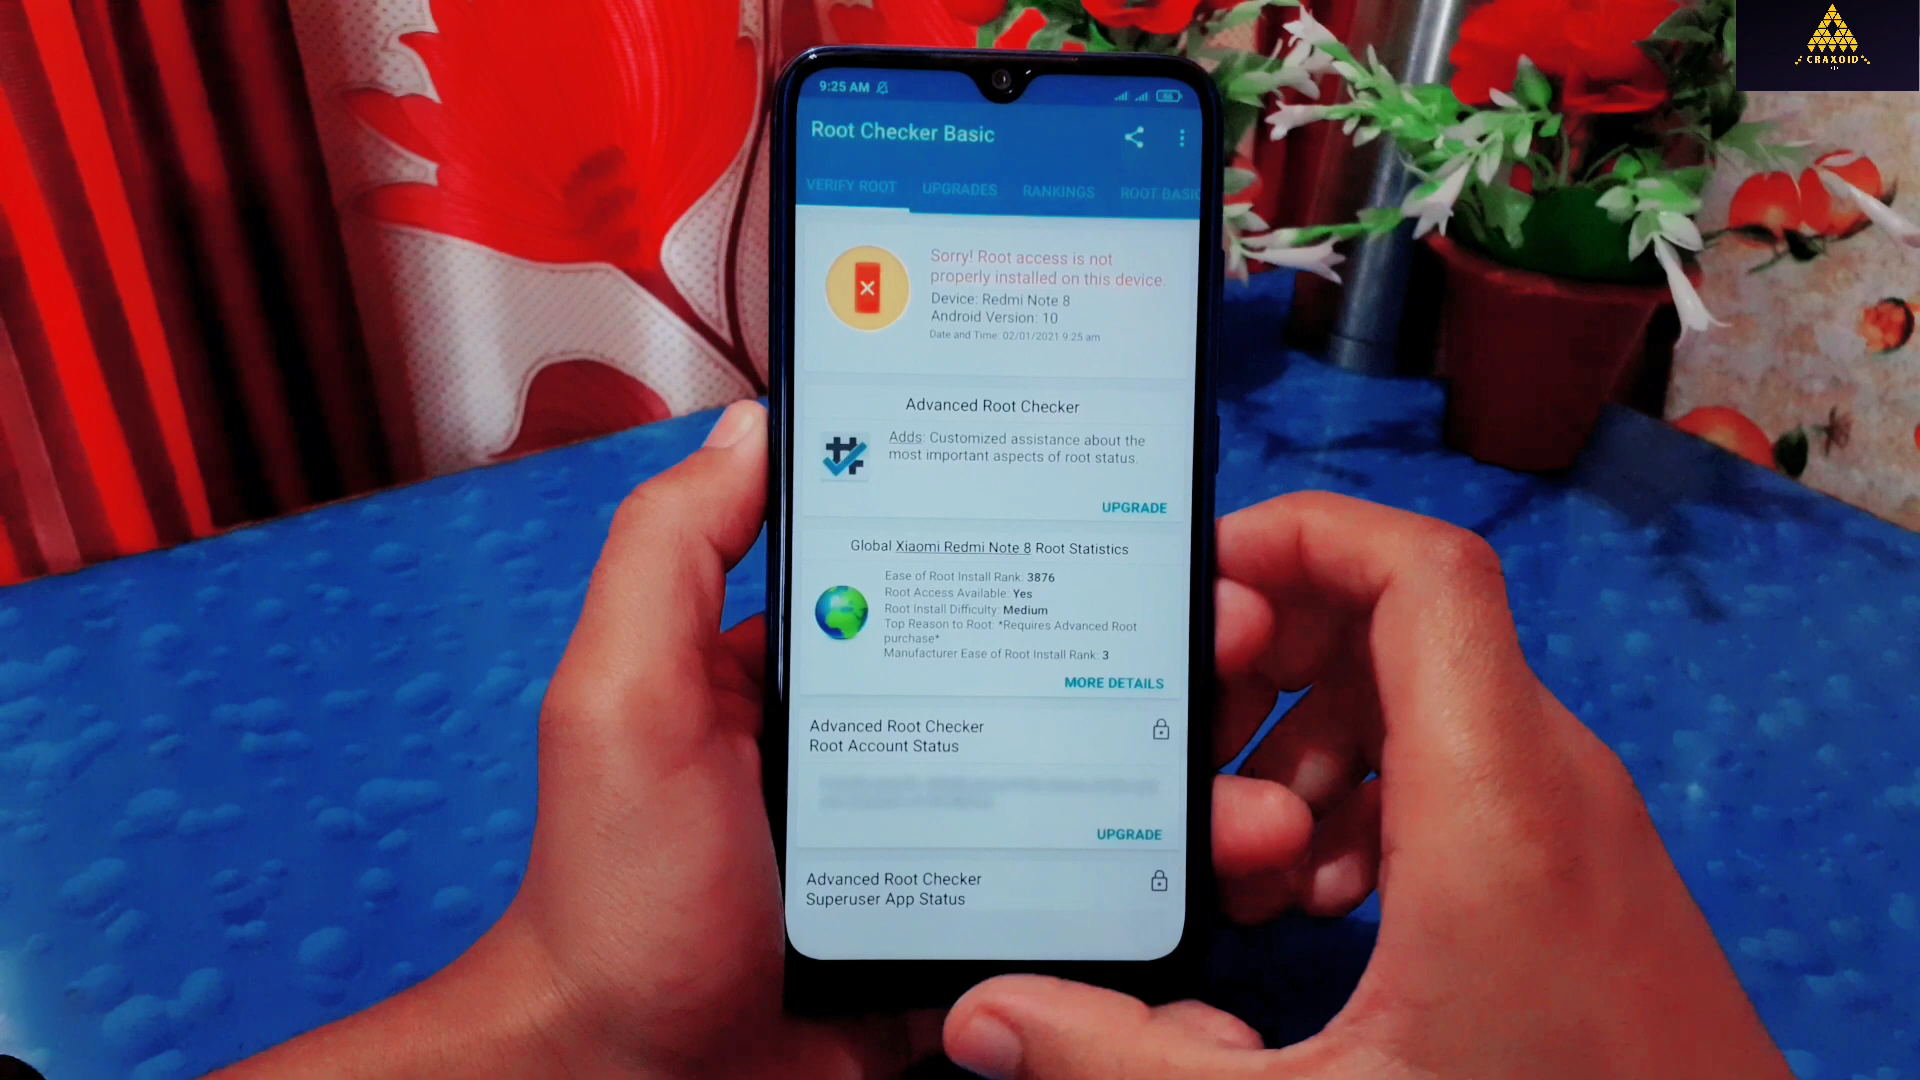 CRAXOID
9:25 AM
66
Root Checker Basic
VERIFY ROOT
UPGRADES
RANKINGS
ROOT BASIC
Sorry! Root access is not
properly installed on this device.
Device: Redmi Note 8
Android Version: 10
Date and Time: 02/01/2021 9:25 am
Advanced Root Checker
Adds: Customized assistance about the
most important aspects of root status.
UPGRADE
Global Xiaomi Redmi Note 8 Root Statistics
Ease of Root Install Rank: 3876
Root Access Available: Yes
Root Install Difficulty: Medium
Top Reason to Root: *Requires Advanced Root
purchase*
Manufacturer Ease of Root Install Rank: 3
MORE DETAILS
Advanced Root Checker
Root Account Status
UPGRADE
Advanced Root Checker
Superuser App Status